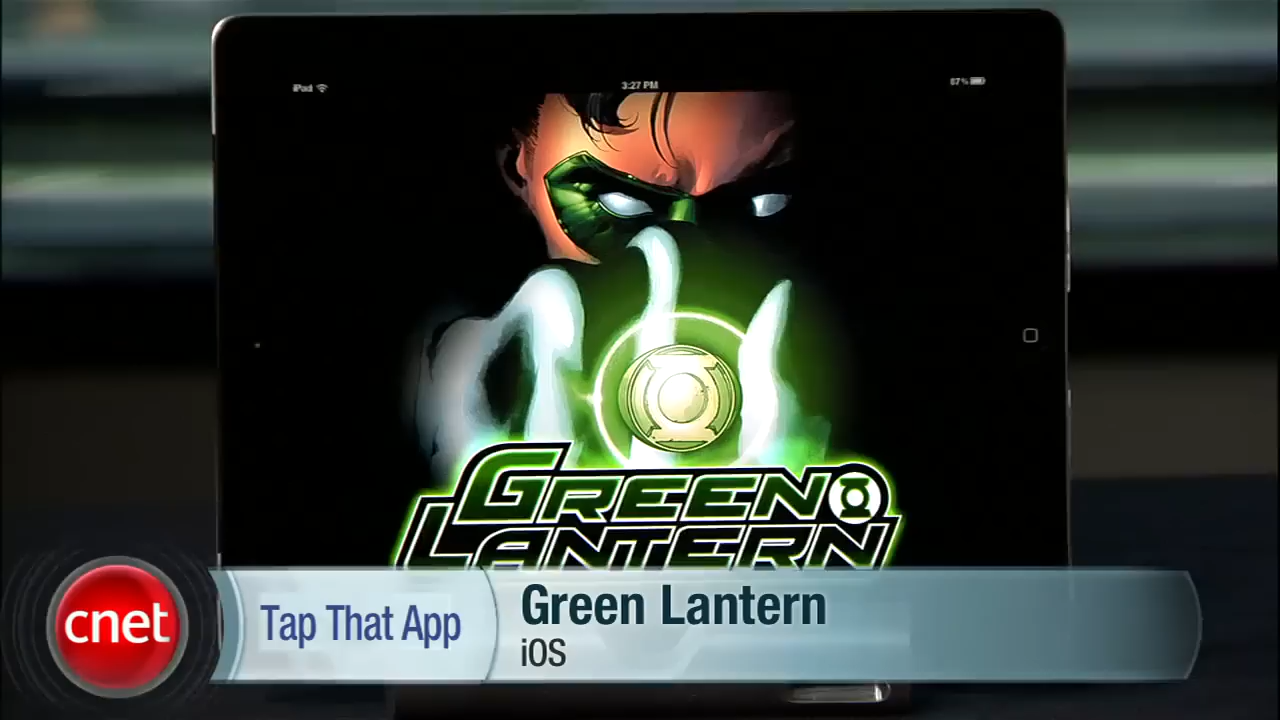 iPad
3:27 PM
87%
GREEN
LANTERN
cnet
Tap That App
Green Lantern
iOS